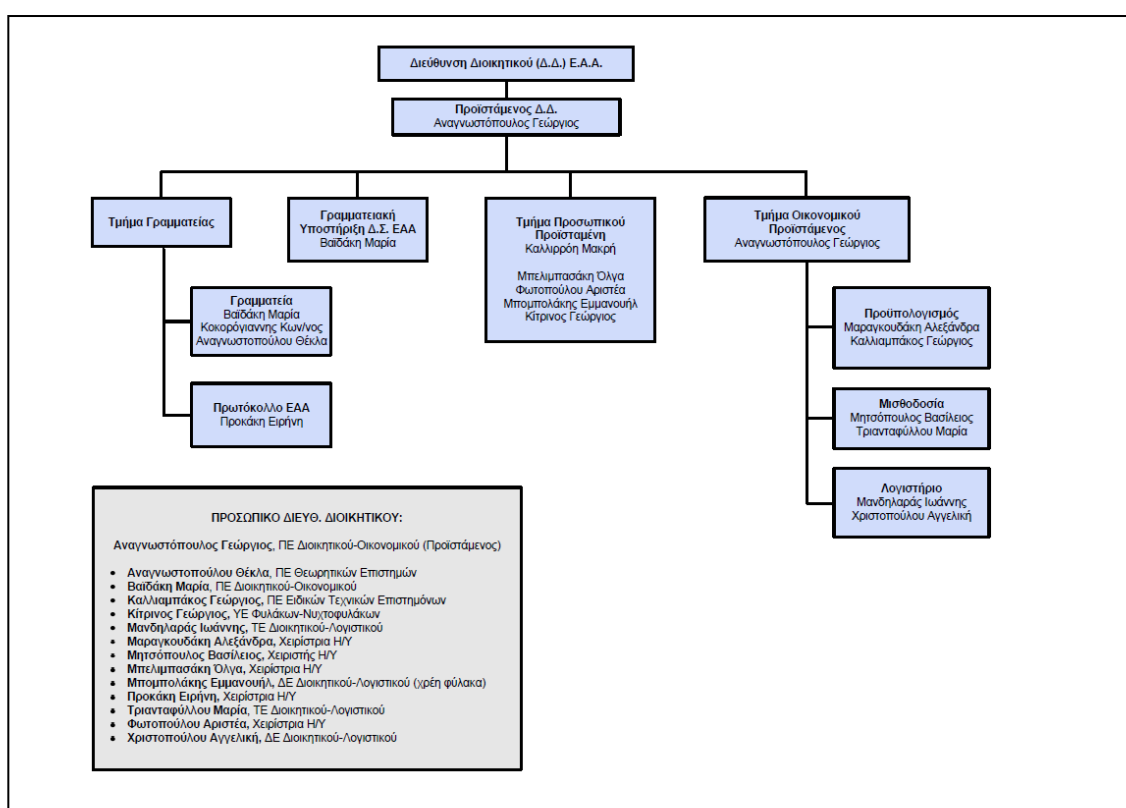 Διεύθυνση Διοικητικού (Δ.Δ.) Ε.Α.Α.
Προϊστάμενος Δ.Δ.
Αναγνωστόπουλος Γεώργιος
Τμήμα Γραμματείας
Γραμματειακή
Υποστήριξη Δ.Σ. ΕΑΑ
Βαϊδάκη Μαρία
Τμήμα Προσωπικού
Προϊσταμένη
Καλλιρρόη Μακρή
Μπελιμπασάκη Όλγα
Φωτοπούλου Αριστέα
Μπομπολάκης Εμμανουήλ
Κίτρινος Γεώργιος
Τμήμα Οικονομικού
Προϊστάμενος
Αναγνωστόπουλος Γεώργιος
Γραμματεία
Βαϊδάκη Μαρία
Κοκορόγιαννης Κων/νος
Αναγνωστοπούλου Θέκλα
Πρωτόκολλο ΕΑΑ
Προκάκη Ειρήνη
Προϋπολογισμός
Μαραγκουδάκη Αλεξάνδρα
Καλλιαμπάκος Γεώργιος
Μισθοδοσία
Μητσόπουλος Βασίλειος
Τριανταφύλλου Μαρία
Λογιστήριο
Μανδηλαράς Ιωάννης
Χριστοπούλου Αγγελική
ΠΡΟΣΩΠΙΚΟ ΔΙΕΥΘ. ΔΙΟΙΚΗΤΙΚΟΥ:
Αναγνωστόπουλος Γεώργιος, ΠΕ Διοικητικού-Οικονομικού (Προϊστάμενος)
• Αναγνωστοπούλου Θέκλα, ΠΕ Θεωρητικών Επιστημών
• Βαϊδάκη Μαρία, ΠΕ Διοικητικού-Οικονομικού
• Καλλιαμπάκος Γεώργιος, ΠΕ Ειδικών Τεχνικών Επιστημόνων
• Κίτρινος Γεώργιος, ΥΕ Φυλάκων-Νυχτοφυλάκων
• Μανδηλαράς Ιωάννης, ΤΕ Διοικητικού-Λογιστικού
• Μαραγκουδάκη Αλεξάνδρα, Χειρίστρια Η/Υ
• Μητσόπουλος Βασίλειος, Χειριστής Η/Υ
• Μπελιμπασάκη Όλγα, Χειρίστρια Η/Υ
• Μπομπολάκης Εμμανουήλ, ΔΕ Διοικητικού-Λογιστικού (χρέη φύλακα)
• Προκάκη Ειρήνη, Χειρίστρια Η/Υ
• Τριανταφύλλου Μαρία, ΤΕ Διοικητικού-Λογιστικού
• Φωτοπούλου Αριστέα, Χειρίστρια Η/Υ
• Χριστοπούλου Αγγελική, ΔΕ Διοικητικού-Λογιστικού